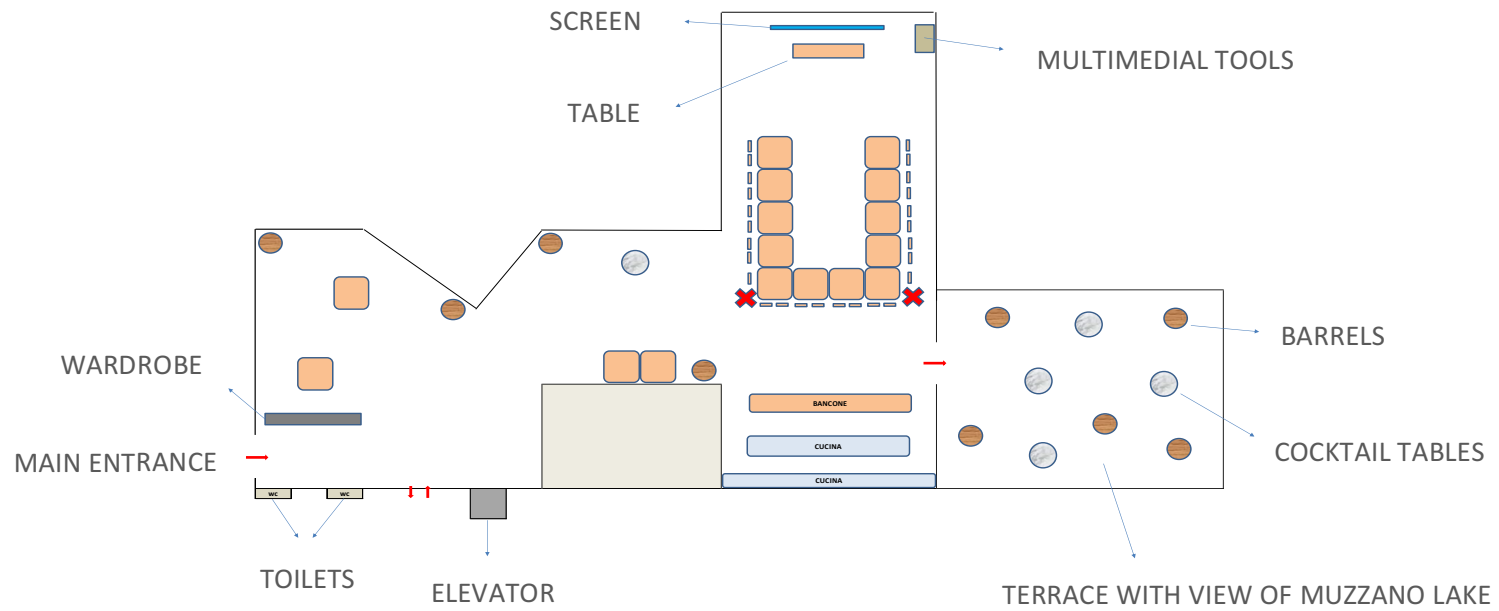 SCREEN
MULTIMEDIAL TOOLS
TABLE
BARRELS
WARDROBE
BANCONE
CUCINA
COCKTAIL TABLES
MAIN ENTRANCE
CUCINA
WC
WC
TOILETS
ELEVATOR
TERRACE WITH VIEW OF MUZZANO LAKE